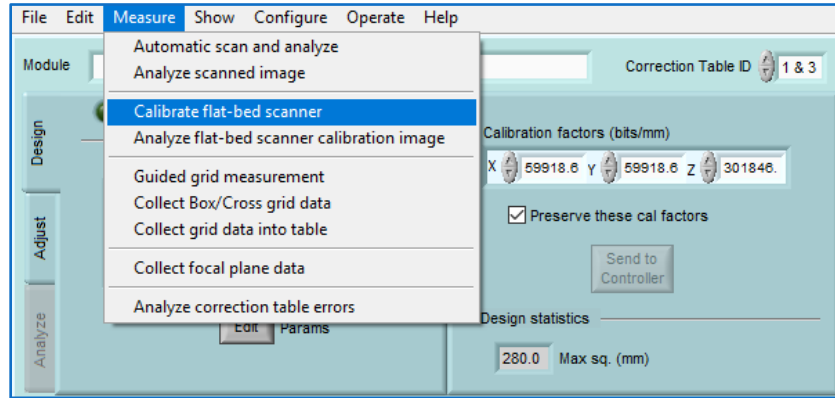 File Edit Measure Show Configure Operate Help
Module
Correction Table ID 1 & 3
Automatic scan and analyze
Analyze scanned image
Calibrate flat-bed scanner
Analyze flat-bed scanner calibration image
Guided grid measurement
Collect Box/Cross grid data
Collect grid data into table
Collect focal plane data
Analyze correction table errors
Design
Adjust
Analyze
Edit Params
Calibration factors (bits/mm)
X 59918.6 Y 59918.6 Z 301846.
Preserve these cal factors
Send to
Controller
Design statistics
280.0 Max sq. (mm)